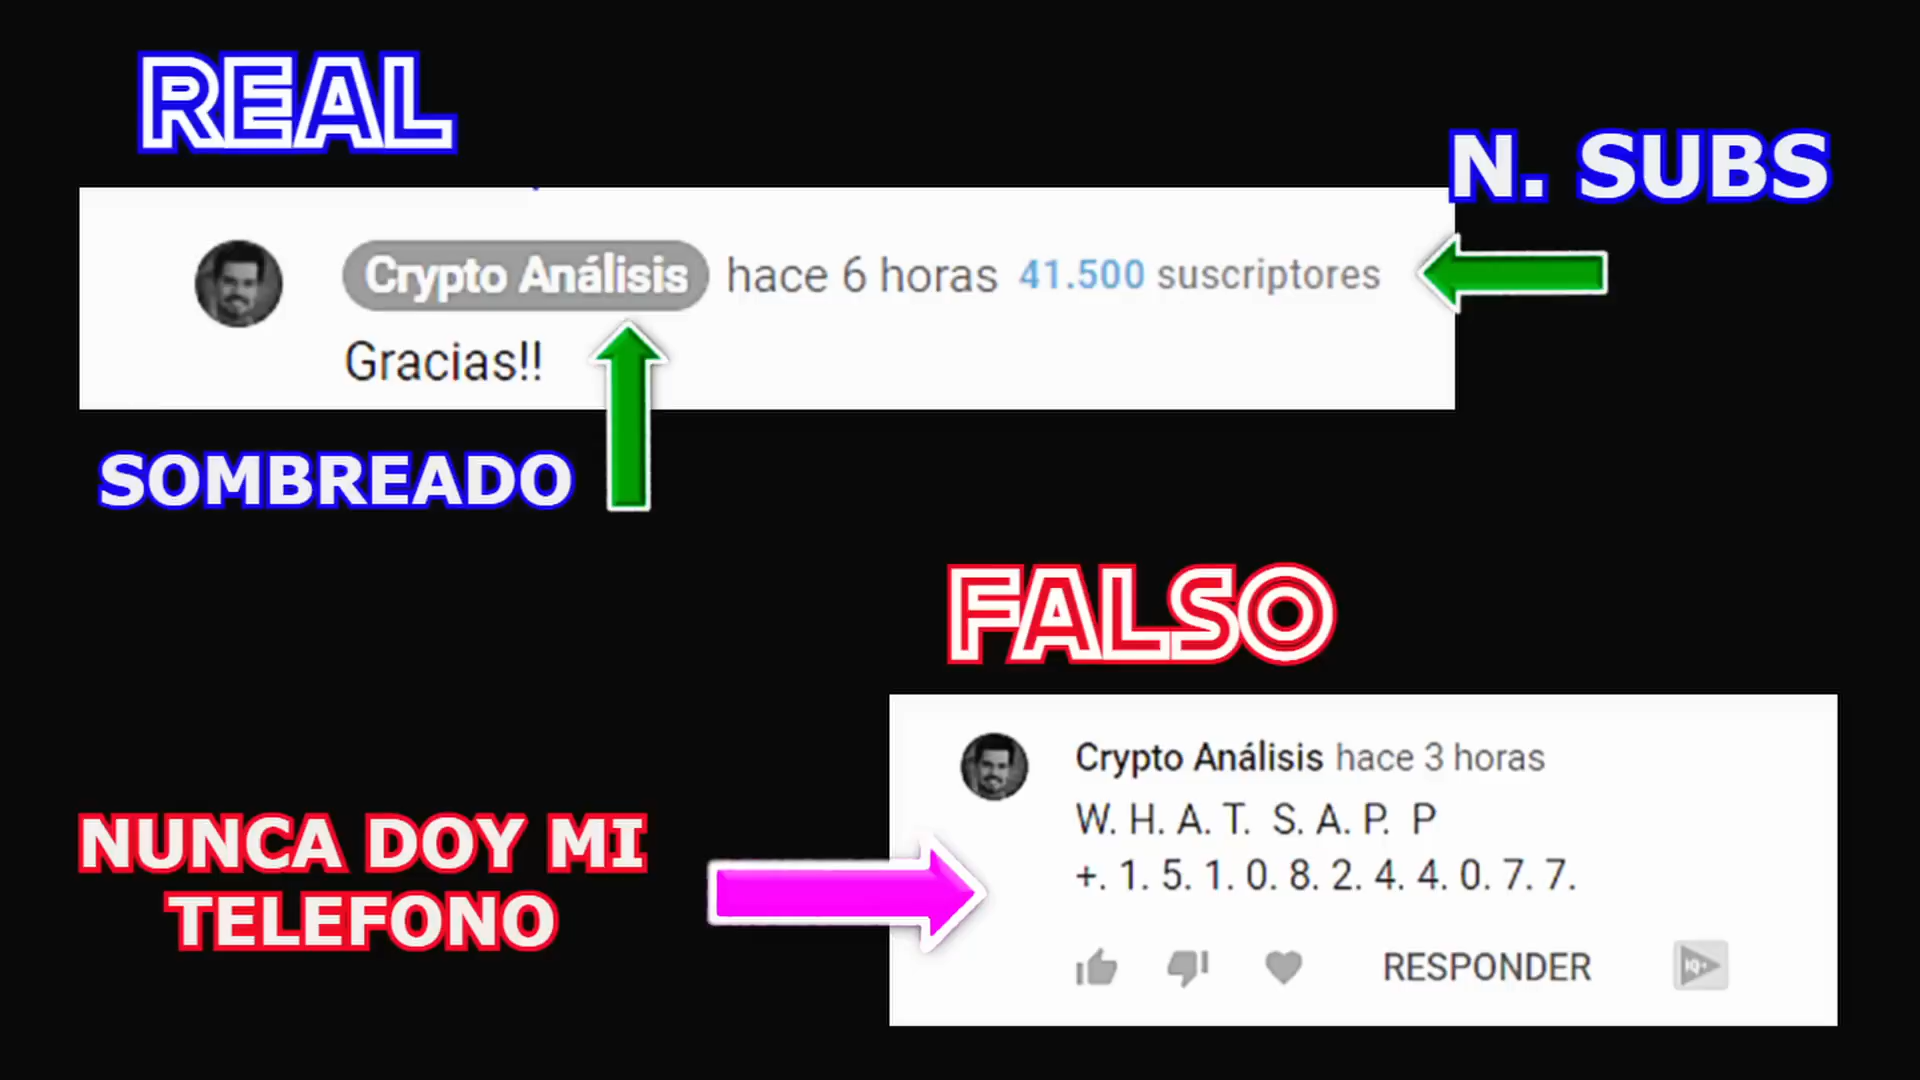 REAL
N. SUBS
Crypto Análisis hace 6 horas 41.500 suscriptores
Gracias!!
SOMBREADO
FALSO
Crypto Análisis hace 3 horas
W. H. A. T. S. A. P. P
+. 1. 5. 1. 0. 8. 2. 4. 4. 0. 7. 7.
NUNCA DOY MI
TELEFONO
RESPONDER
IQ+